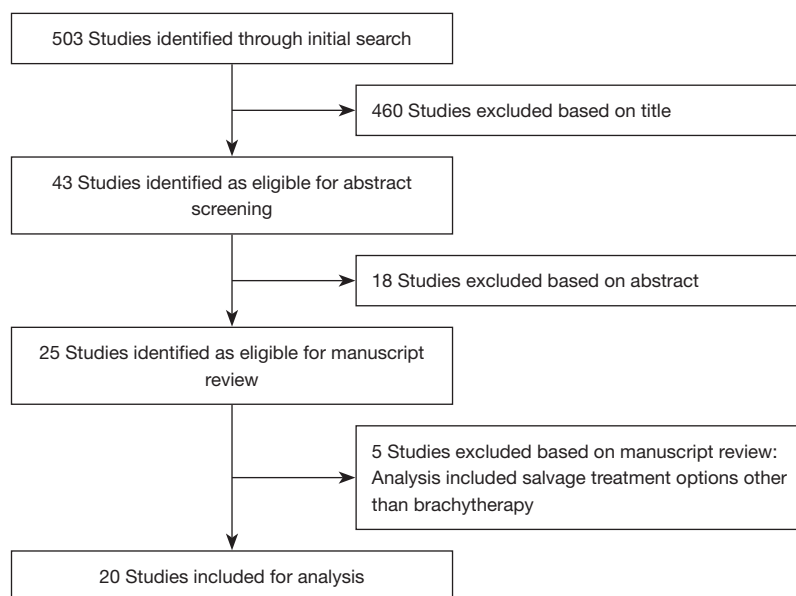 503 Studies identified through initial search
460 Studies excluded based on title
43 Studies identified as eligible for abstract
screening
18 Studies excluded based on abstract
25 Studies identified as eligible for manuscript
review
5 Studies excluded based on manuscript review:
Analysis included salvage treatment options other
than brachytherapy
20 Studies included for analysis